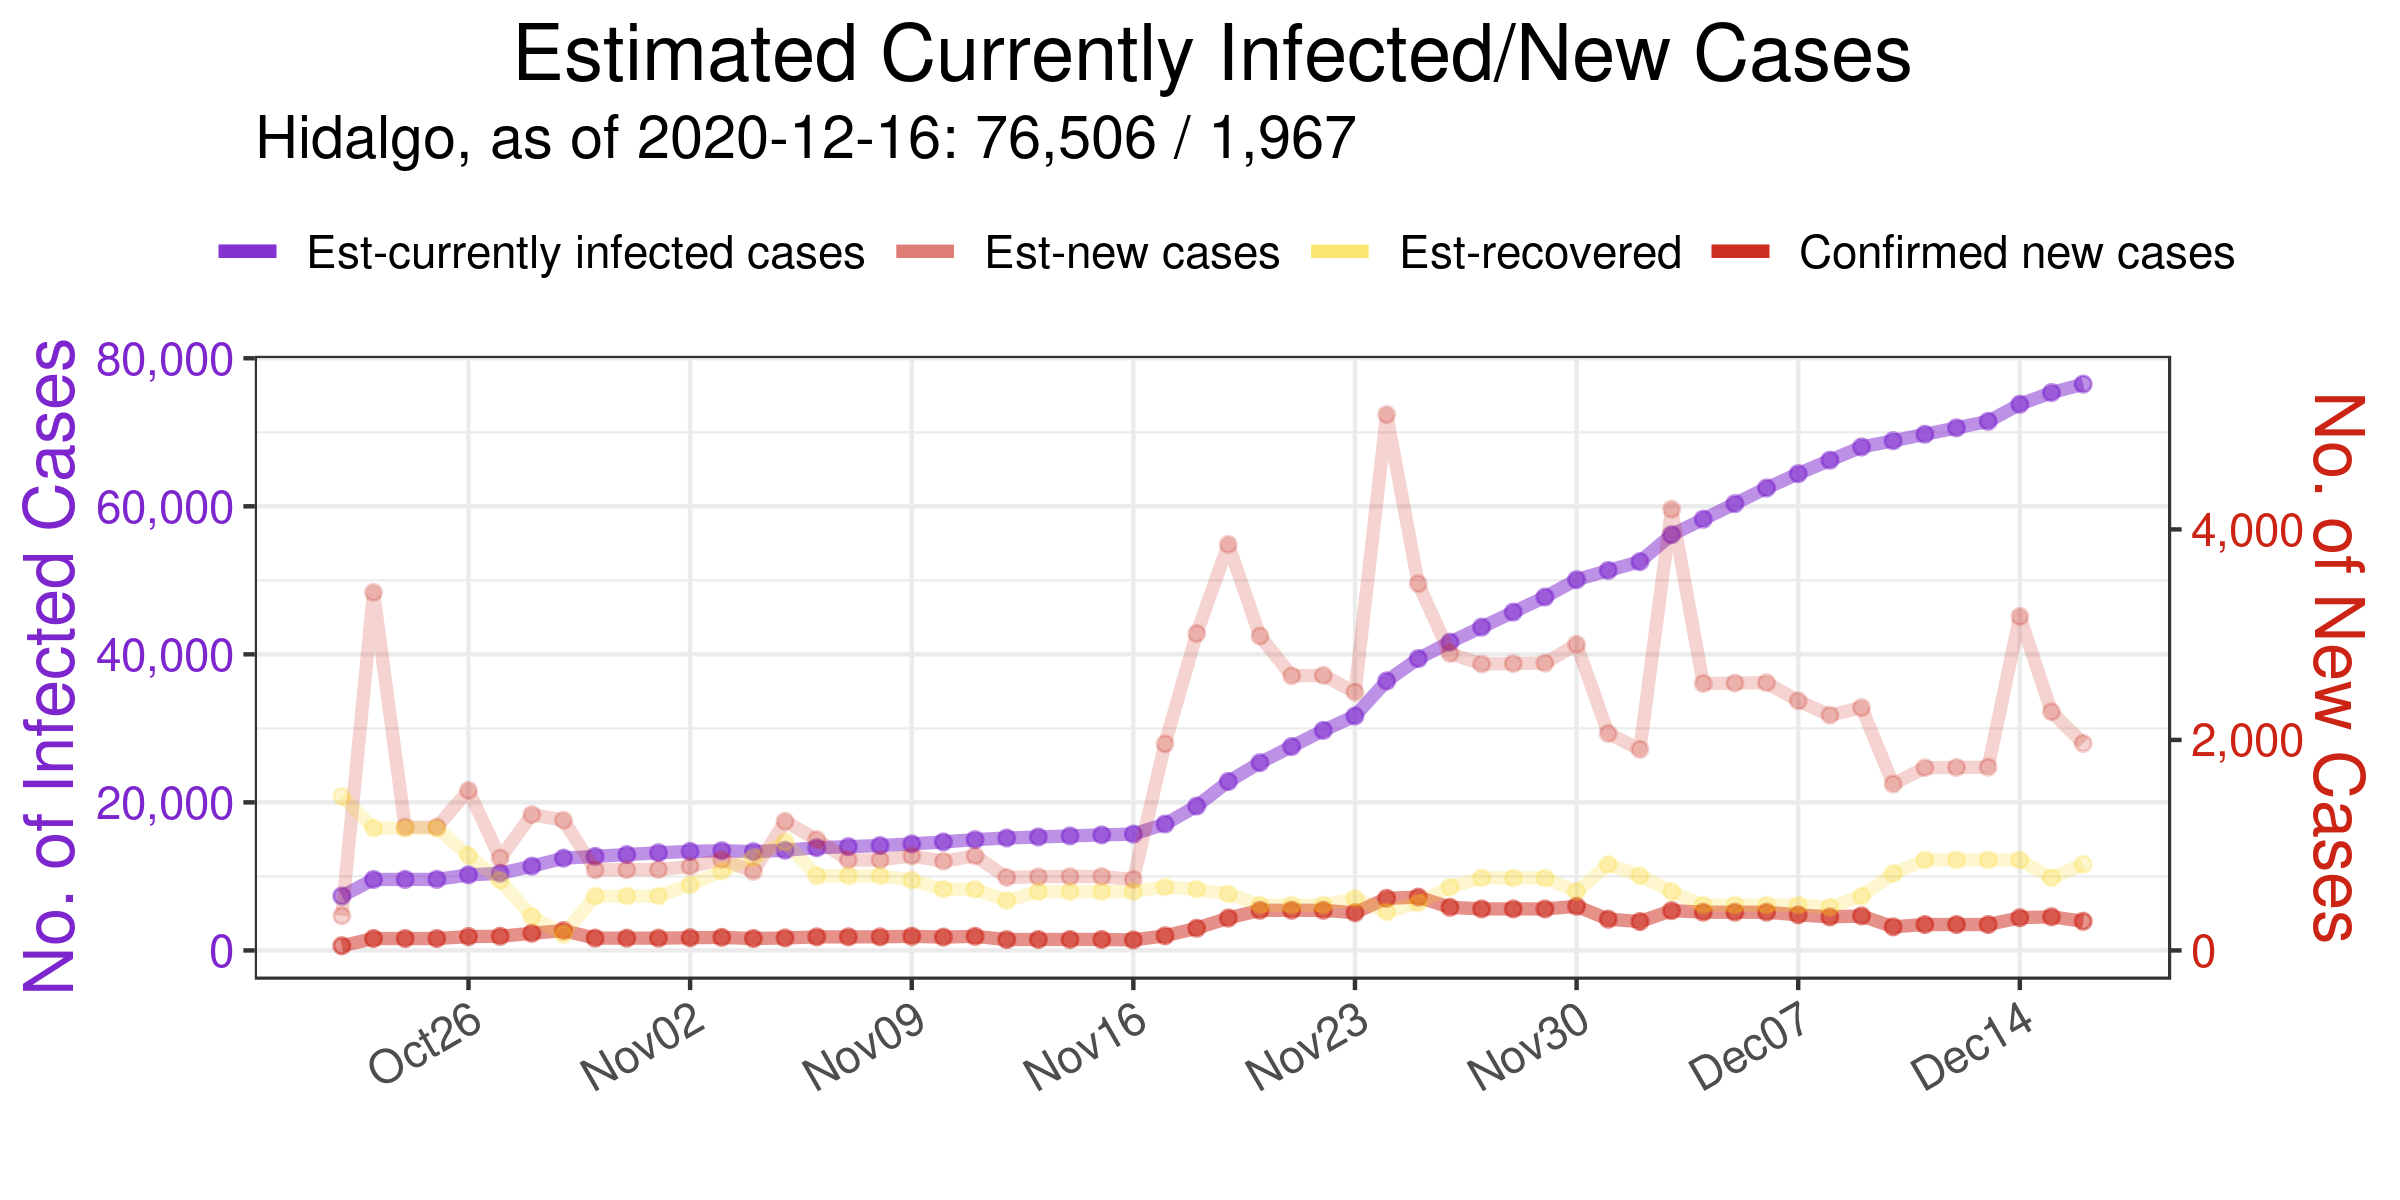 Estimated Currently Infected/New Cases
Hidalgo, as of 2020-12-16: 76,506 / 1,967
Est-currently infected cases Est-new cases Est-recovered Confirmed new cases
No. of Infected Cases
80,000
60,000
40,000
20,000
0
4,000
2,000
0
No. of New Cases
Oct26 Nov02 Nov09 Nov16 Nov23 Nov30 Dec07 Dec14